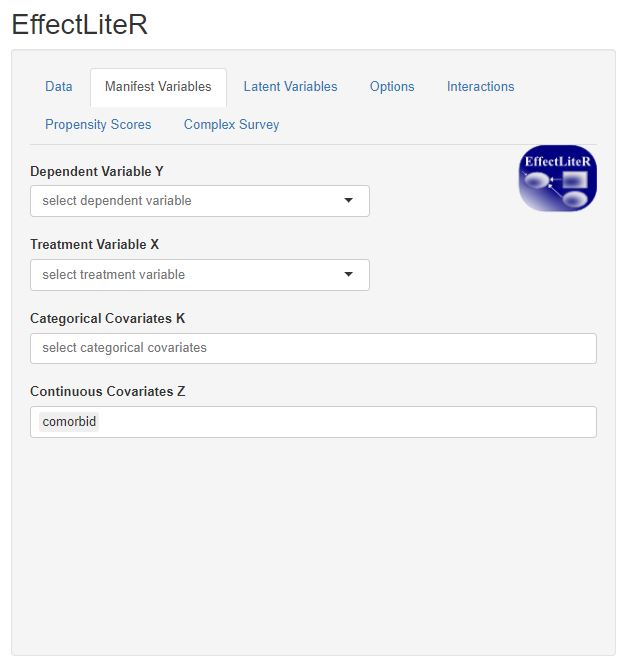 EffectLiteR
Data Manifest Variables Latent Variables Options Interactions
Propensity Scores Complex Survey
EffectLiteR
Dependent Variable Y
select dependent variable
Treatment Variable X
select treatment variable
Categorical Covariates K
select categorical covariates
Continuous Covariates Z
comorbid